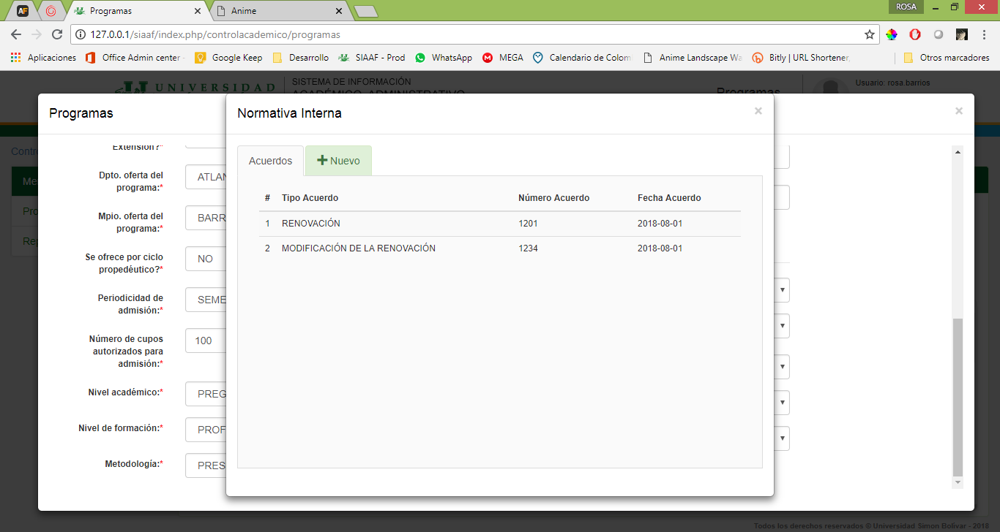 ROSA
AF
Programas
Anime
127.0.0.1/siaaf/index.php/controlacademico/programas
Aplicaciones
Office Admin center
Google Keep
Desarrollo
SIAAF - Prod
WhatsApp
MEGA
Calendario de Colom
Anime Landscape Wa
Bitly | URL Shortener,
Otros marcadores
UNIVERSIDAD
SISTEMA DE INFORMACIÓN
ACADÉMICO, ADMINISTRATIVO
Programas
Usuario: rosa.barrios
Contr
Me
Pro
Rep
Programas
×
Extensión?*
Dpto. oferta del
programa:*
ATLAN
Mpio. oferta del
programa:*
BARR
Se ofrece por ciclo
propedéutico?*
NO
Periodicidad de
admisión:*
SEME
Número de cupos
autorizados para
admisión:*
100
Nivel académico:*
PREG
Nivel de formación:*
PROF
Metodología:*
PRES
Normativa Interna
×
Acuerdos
+ Nuevo
# Tipo Acuerdo Número Acuerdo Fecha Acuerdo
1 RENOVACIÓN 1201 2018-08-01
2 MODIFICACIÓN DE LA RENOVACIÓN 1234 2018-08-01
Todos los derechos reservados © Universidad Simon Bolivar - 2018